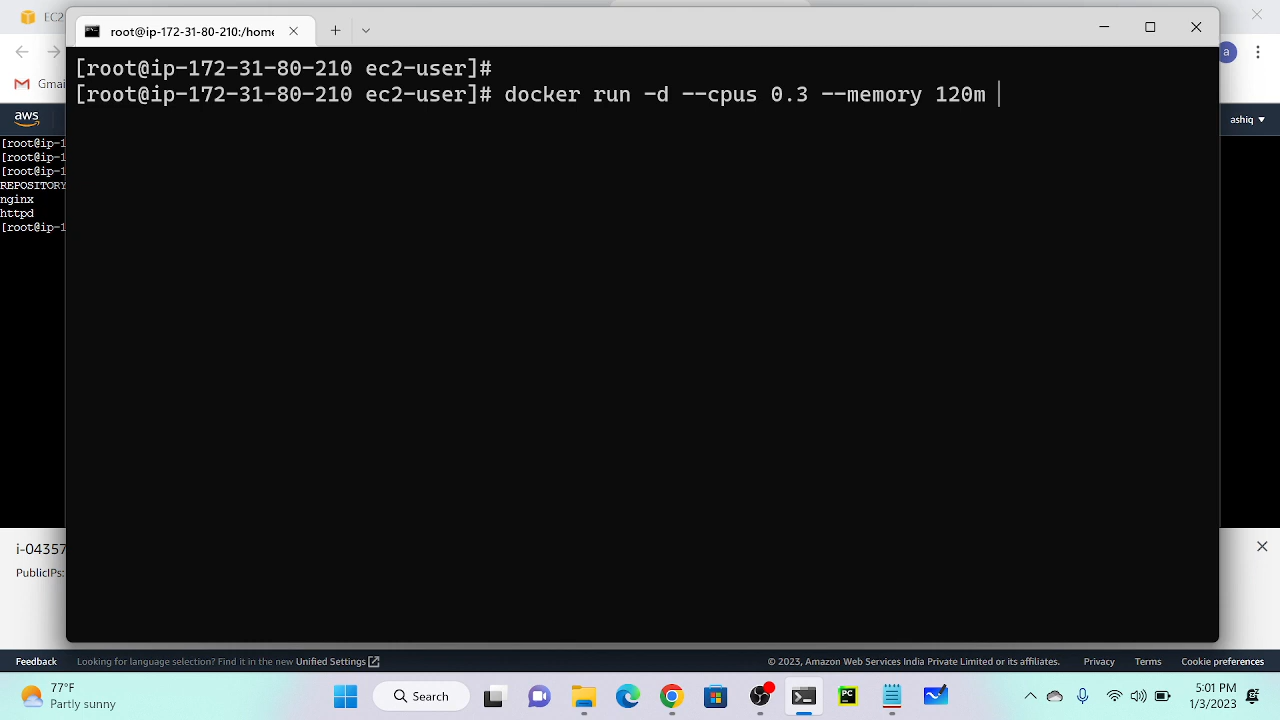 EC2
root@ip-172-31-80-210:/home
[root@ip-172-31-80-210 ec2-user]#
[root@ip-172-31-80-210 ec2-user]# docker run -d --cpus 0.3 --memory 120m
Gmai
a
aws
ashiq
[root@ip-1
[root@ip-1
[root@ip-1
REPOSITORY
nginx
httpd
[root@ip-1
i-04357
PublicIPs:
Feedback Looking for language selection? Find it in the new Unified Settings © 2023, Amazon Web Services India Private Limited or its affiliates. Privacy Terms Cookie preferences
77°F
Partly sunny
Search
PC
5:01 PM
1/3/2023